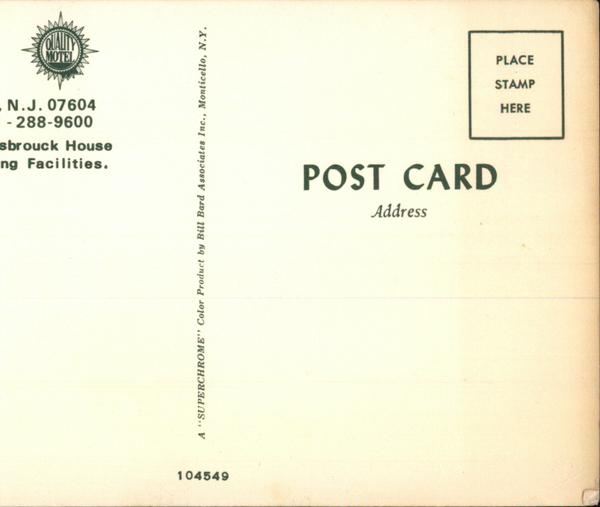 QUALITY
MOTEL
, N.J. 07604
- 288-9600
sbrouck House
ng Facilities.
A "SUPERCHROME" Color Product by Bill Bard Associates Inc., Monticello, N.Y.
104549
PLACE
STAMP
HERE
POST CARD
Address